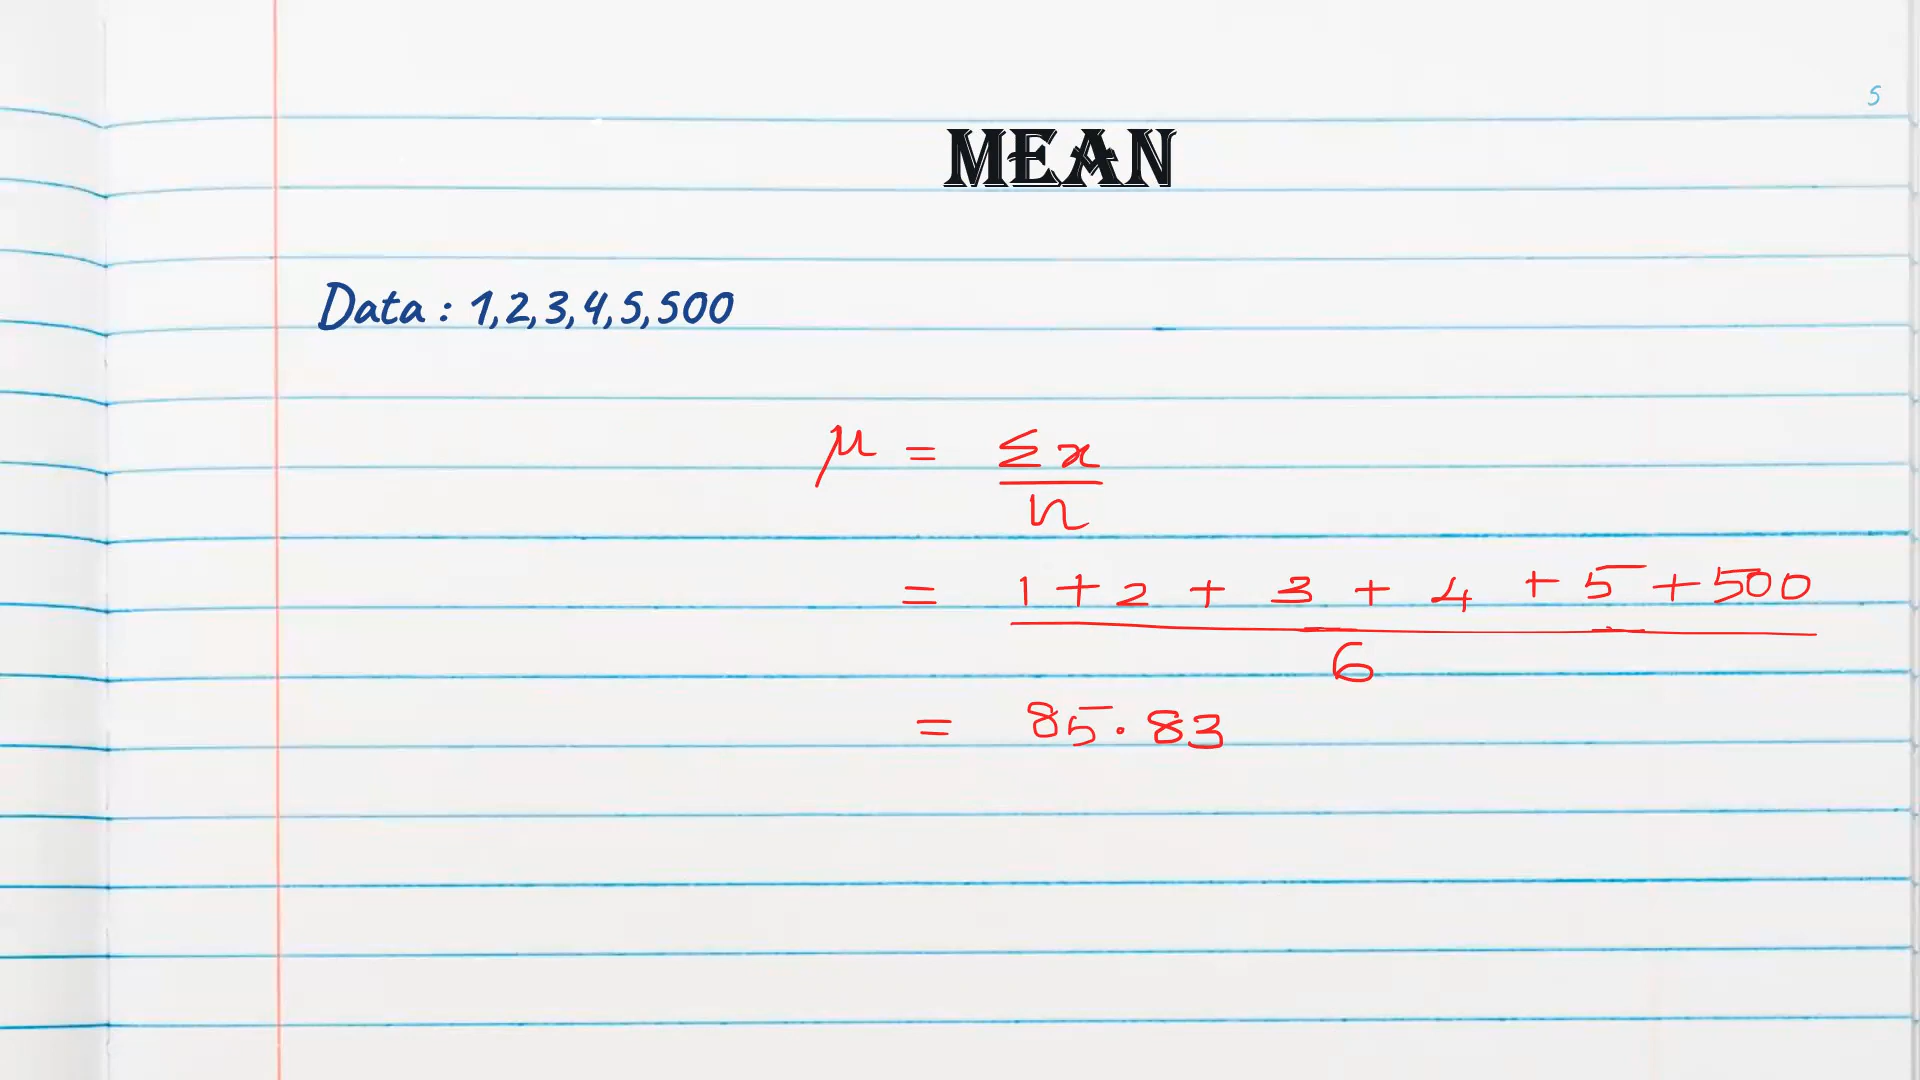 5
MEAN
Data : 1,2,3,4,5,500
μ = Σx
n
= 1 + 2 + 3 + 4 + 5 + 500
6
= 85.83